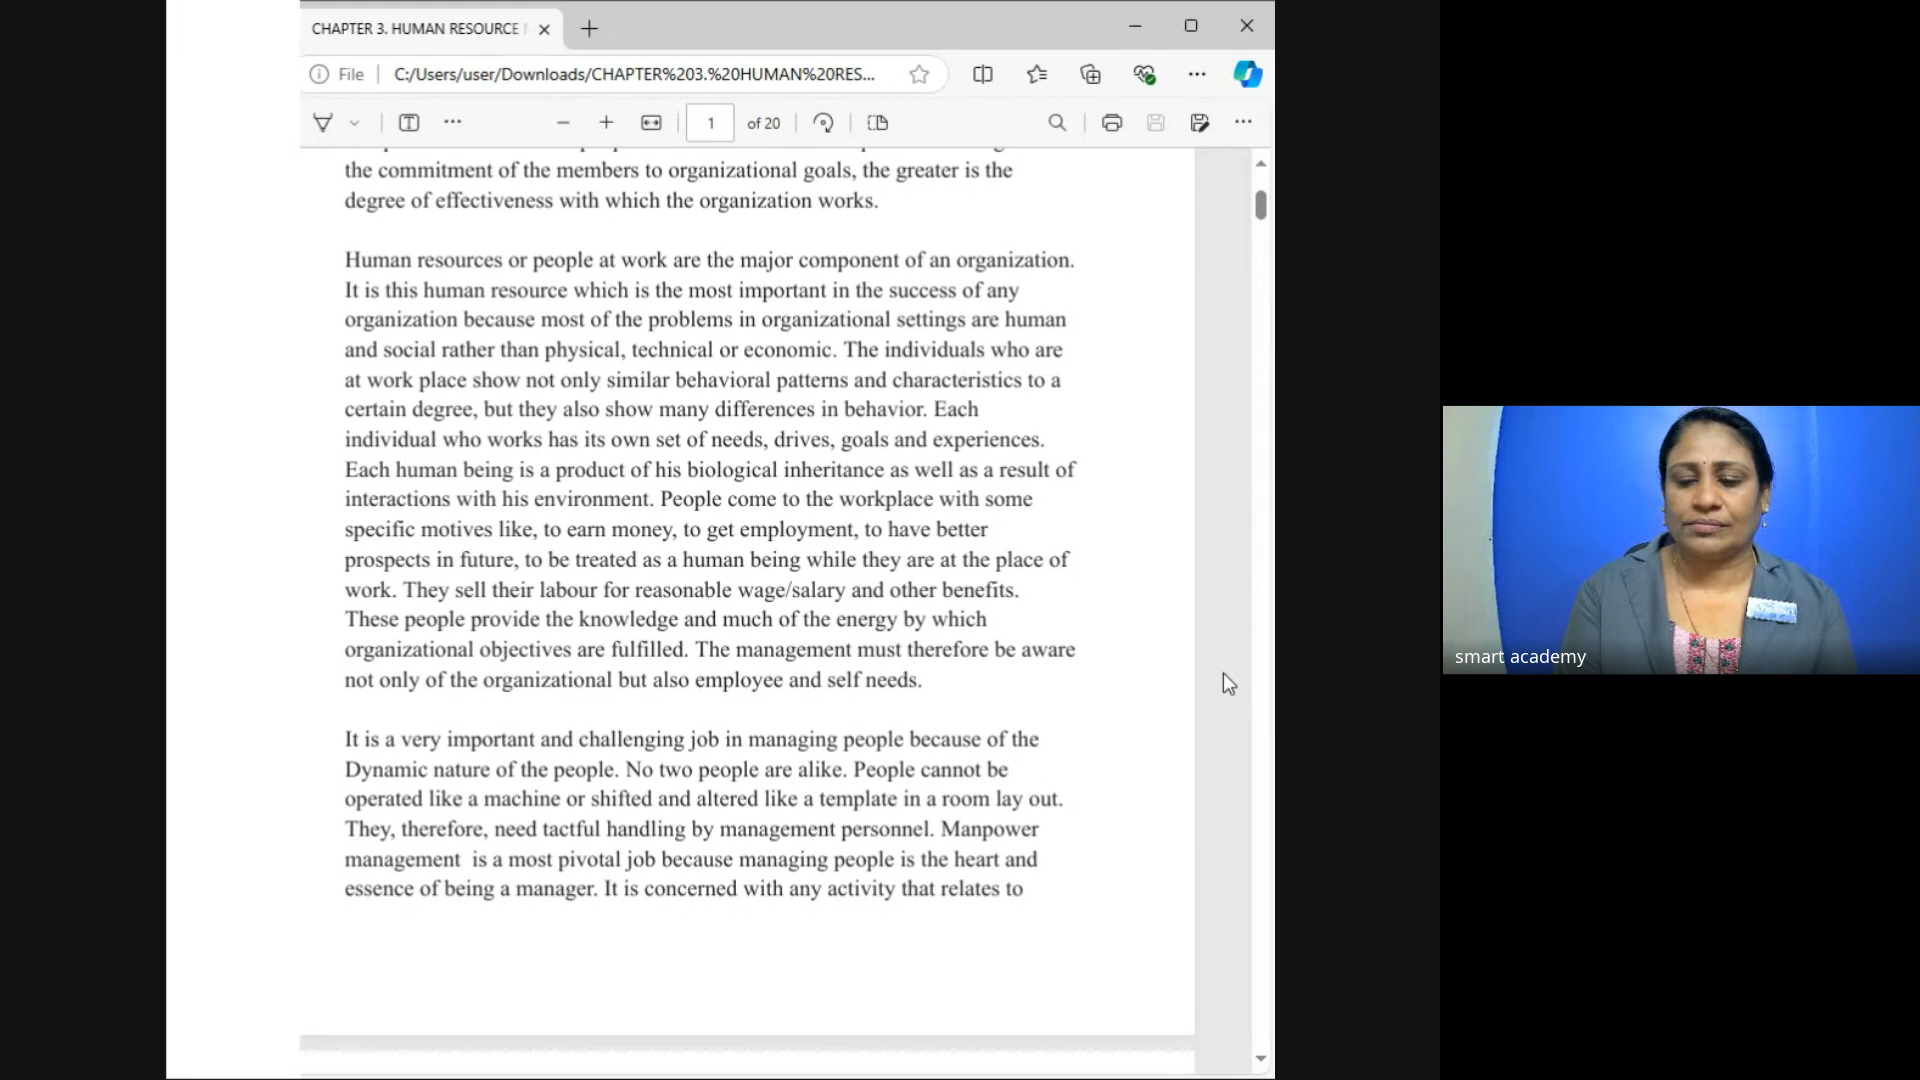 CHAPTER 3. HUMAN RESOURCE
File
C:/Users/user/Downloads/CHAPTER%203.%20HUMAN%20RES...
1
of 20
the commitment of the members to organizational goals, the greater is the
degree of effectiveness with which the organization works.
Human resources or people at work are the major component of an organization.
It is this human resource which is the most important in the success of any
organization because most of the problems in organizational settings are human
and social rather than physical, technical or economic. The individuals who are
at work place show not only similar behavioral patterns and characteristics to a
certain degree, but they also show many differences in behavior. Each
individual who works has its own set of needs, drives, goals and experiences.
Each human being is a product of his biological inheritance as well as a result of
interactions with his environment. People come to the workplace with some
specific motives like, to earn money, to get employment, to have better
prospects in future, to be treated as a human being while they are at the place of
work. They sell their labour for reasonable wage/salary and other benefits.
These people provide the knowledge and much of the energy by which
organizational objectives are fulfilled. The management must therefore be aware
not only of the organizational but also employee and self needs.
It is a very important and challenging job in managing people because of the
Dynamic nature of the people. No two people are alike. People cannot be
operated like a machine or shifted and altered like a template in a room lay out.
They, therefore, need tactful handling by management personnel. Manpower
management  is a most pivotal job because managing people is the heart and
essence of being a manager. It is concerned with any activity that relates to
smart academy